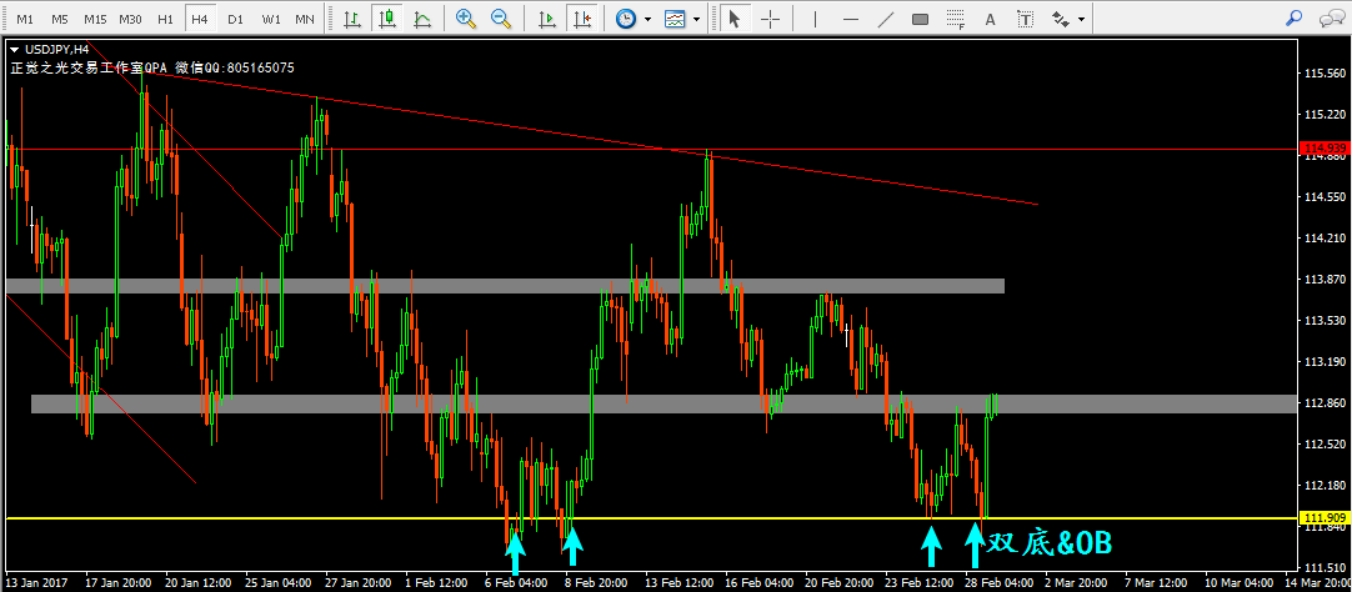 M1 M5 M15 M30 H1 H4 D1 W1 MN
F A T
USDJPY,H4
正觉之光交易工作室QPA 微信QQ:805165075
115.560
115.220
114.939
114.880
114.550
114.210
113.870
113.530
113.190
112.860
112.520
112.180
111.909
111.840
双底&OB
111.510
13 Jan 2017 17 Jan 20:00 20 Jan 12:00 25 Jan 04:00 27 Jan 20:00 1 Feb 12:00 6 Feb 04:00 8 Feb 20:00 13 Feb 12:00 16 Feb 04:00 20 Feb 20:00 23 Feb 12:00 28 Feb 04:00 2 Mar 20:00 7 Mar 12:00 10 Mar 04:00 14 Mar 20:00